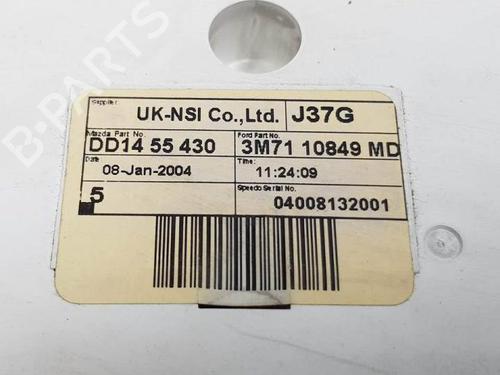 Supplier: UK-NSI Co.,Ltd. J37G
Mazda Part No. Ford Part No.
DD14 55 430 3M71 10849 MD
Date Time:
08-Jan-2004 11:24:09
Speedo Serial No.
5 04008132001
B-PARTS